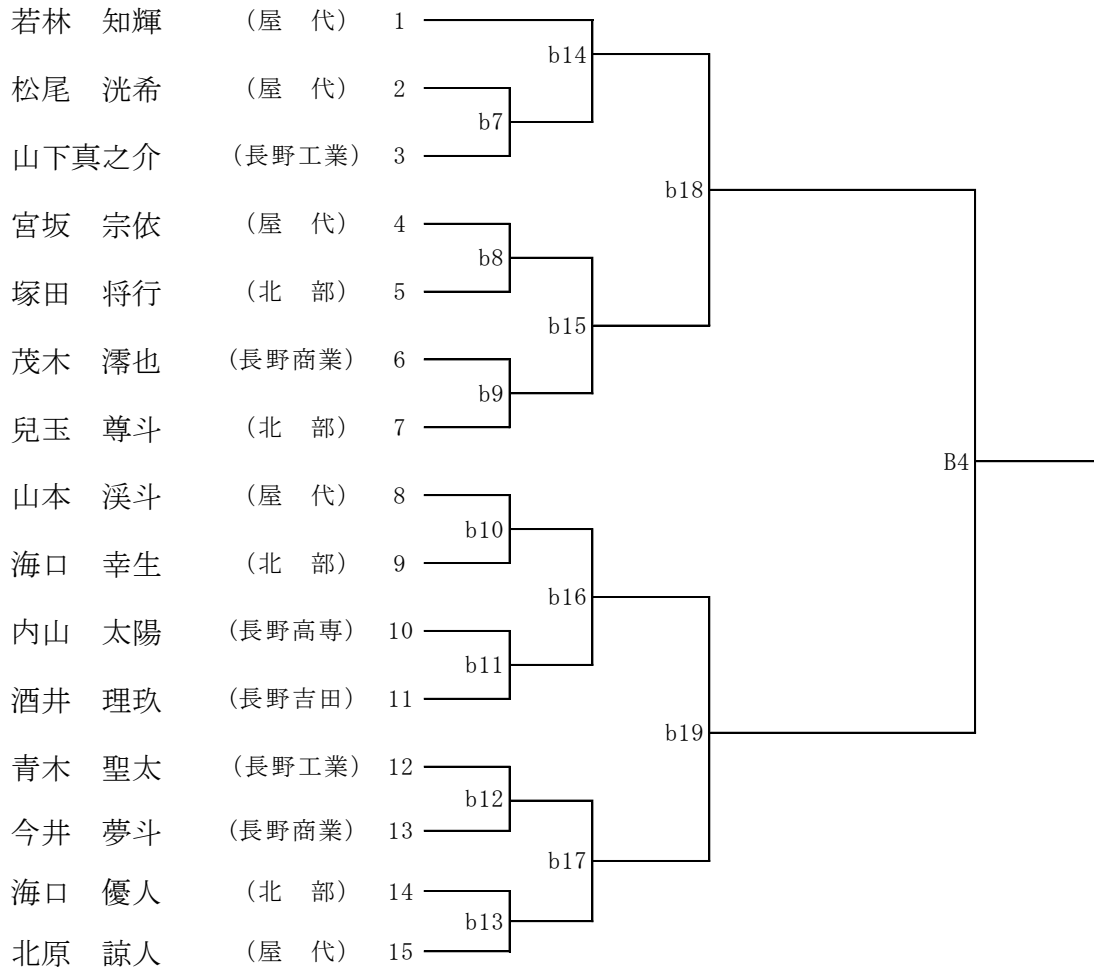 若林　知輝　（屋　代）　1
b14
松尾　洸希　（屋　代）　2
b7
山下真之介　（長野工業）　3
b18
宮坂　宗依　（屋　代）　4
b8
塚田　将行　（北　部）　5
b15
茂木　澪也　（長野商業）　6
b9
兒玉　尊斗　（北　部）　7
B4
山本　渓斗　（屋　代）　8
b10
海口　幸生　（北　部）　9
b16
内山　太陽　（長野高専）　10
b11
酒井　理玖　（長野吉田）　11
b19
青木　聖太　（長野工業）　12
b12
今井　夢斗　（長野商業）　13
b17
海口　優人　（北　部）　14
b13
北原　諒人　（屋　代）　15